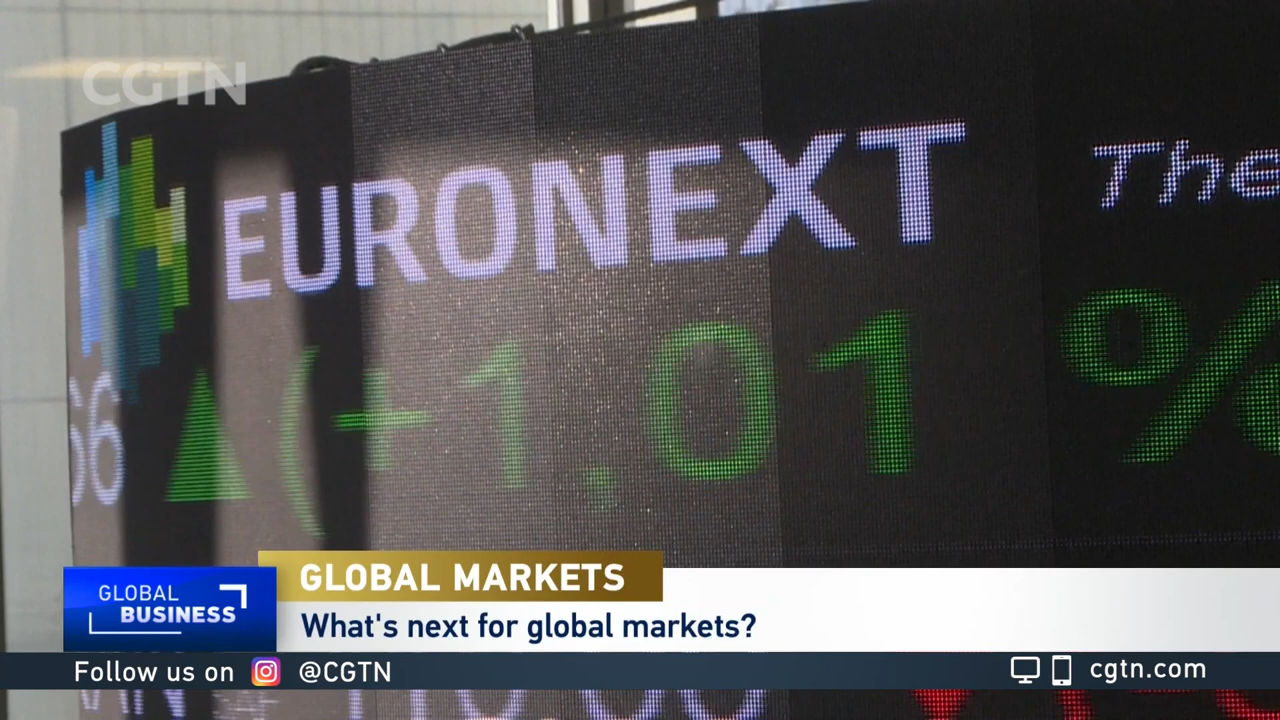 CGTN
EURONEXT
The
66 ▲ (+1,01%
GLOBAL MARKETS
GLOBAL BUSINESS
What's next for global markets?
Follow us on @CGTN
cgtn.com